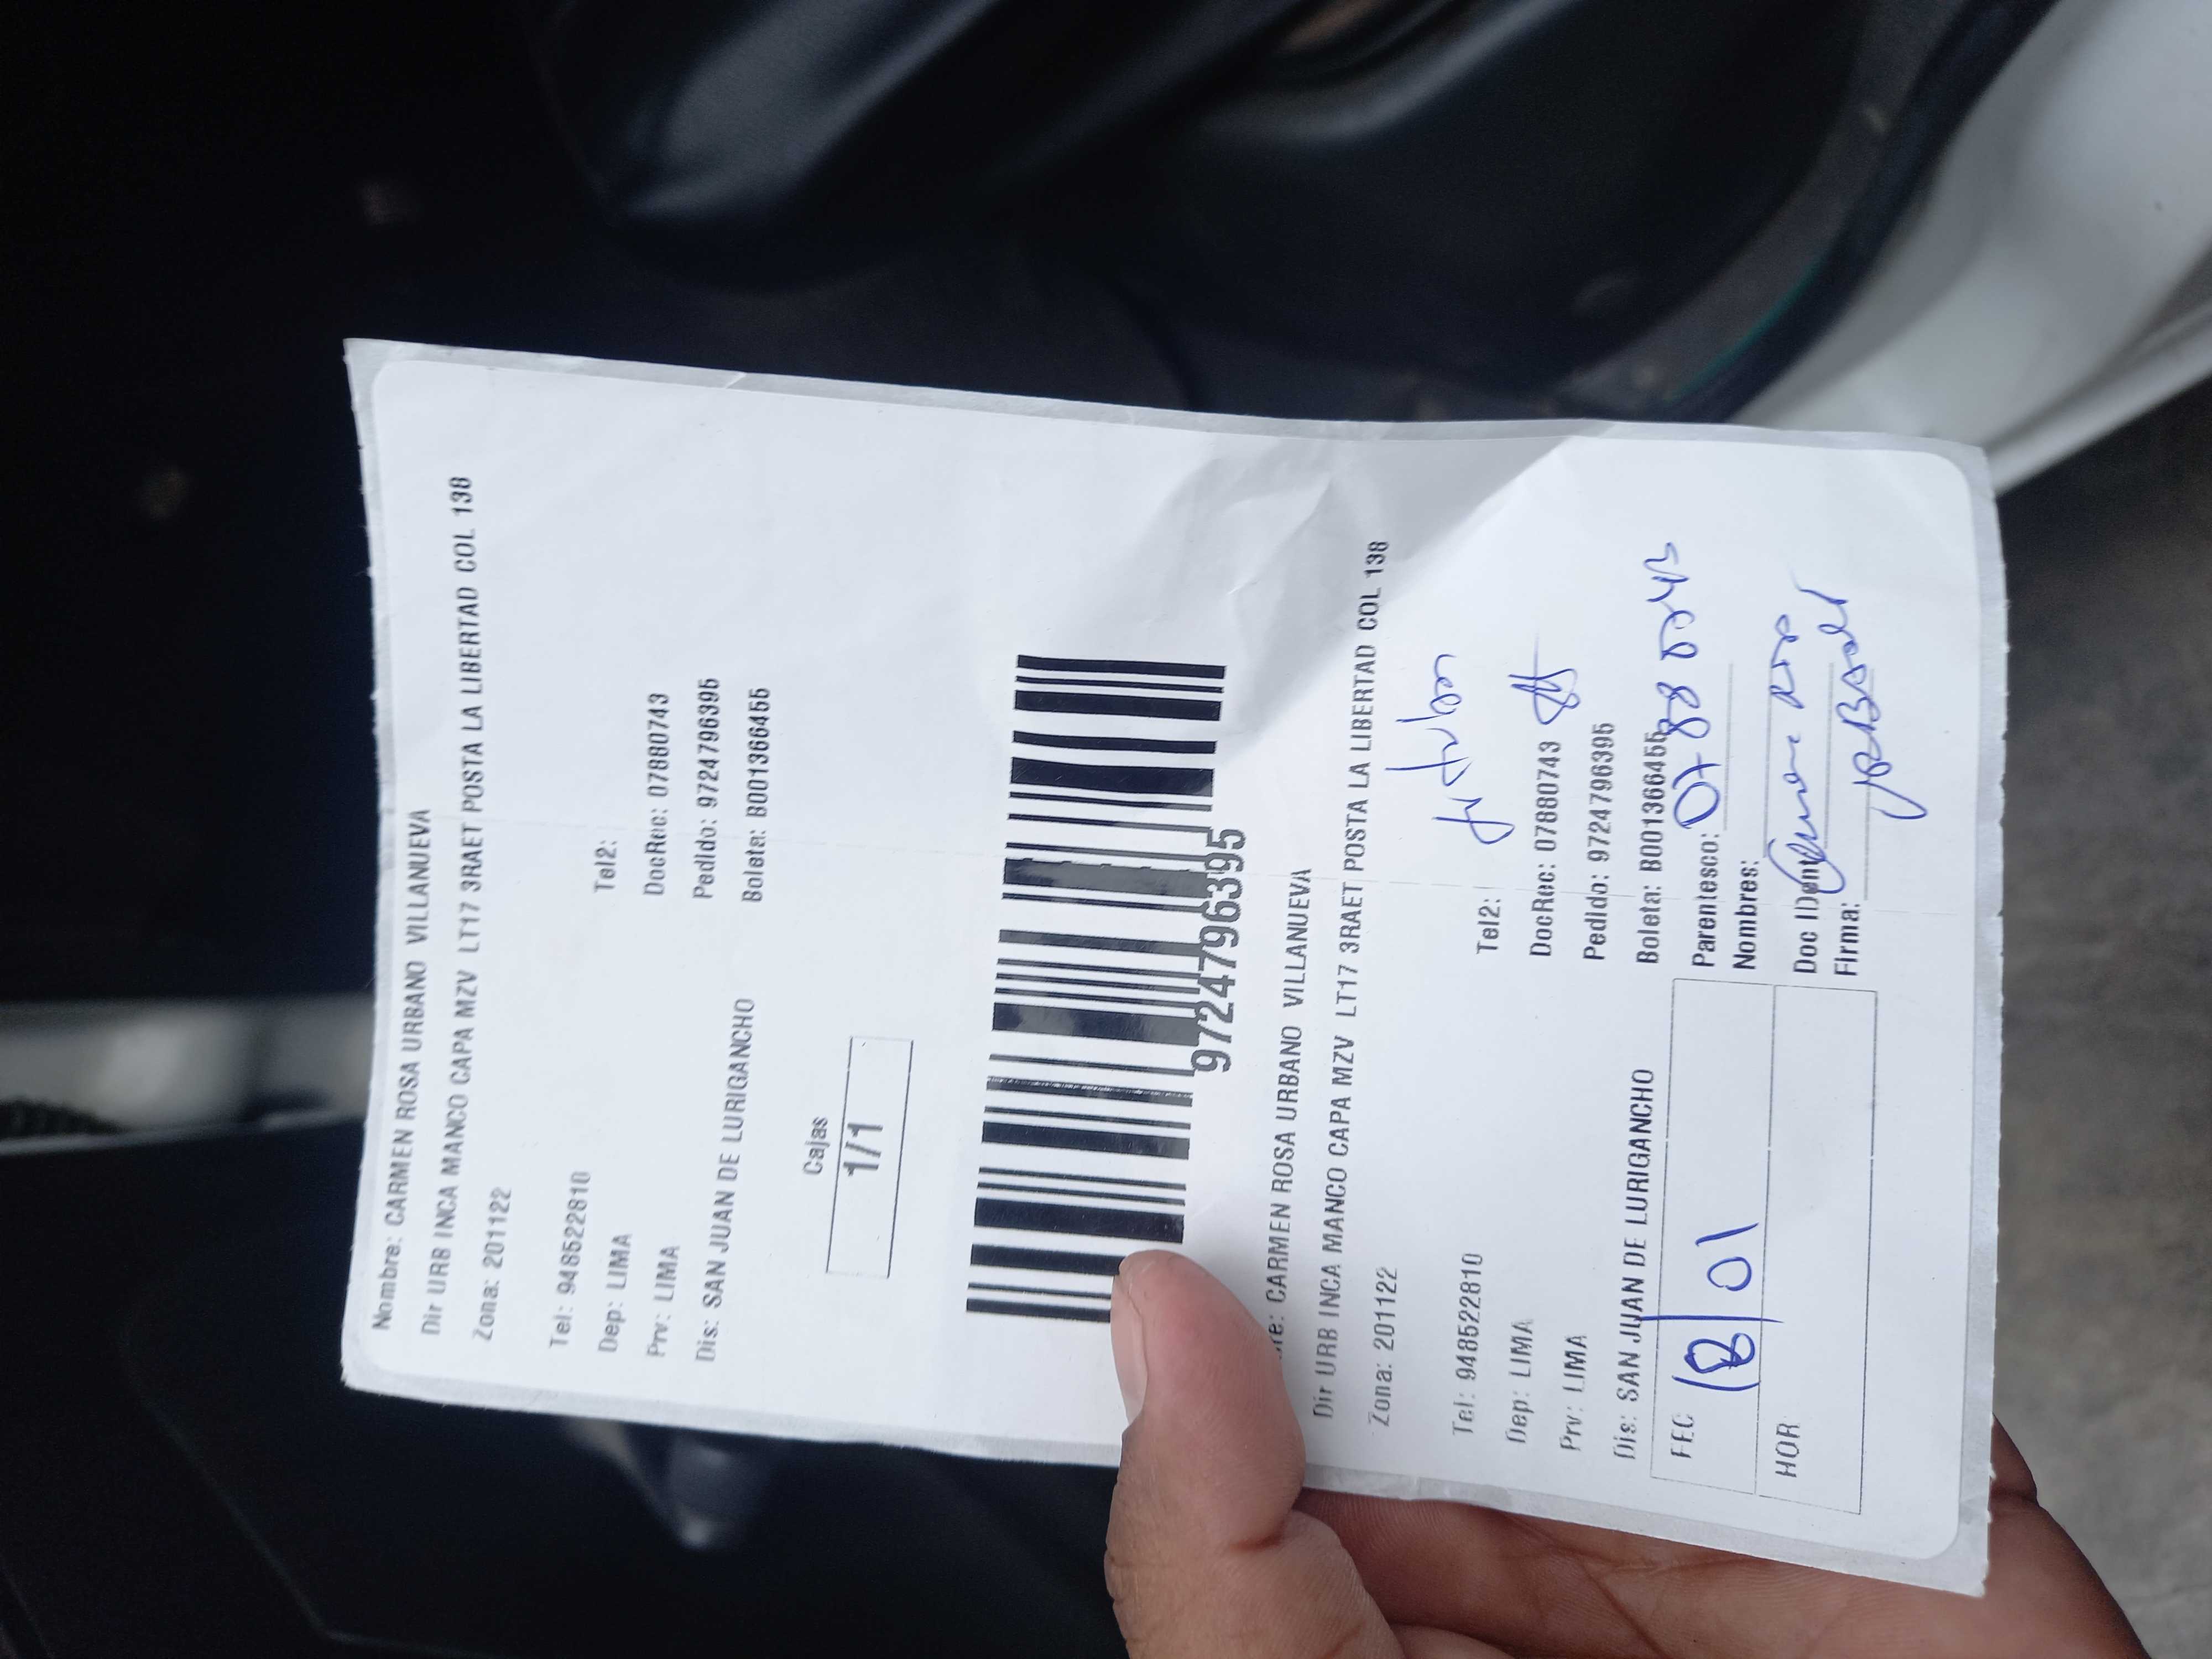 Nombre: CARMEN ROSA URBANO VILLANUEVA
Dir URB INCA MANCO CAPA MZV LT17 3RAET POSTA LA LIBERTAD COL 138
Zona: 201122
Tel: 948522810 Tel2:
Dep: LIMA DocRec: 07880743
Prv: LIMA Pedido: 9724796395
Dis: SAN JUAN DE LURIGANCHO Boleta: B001366455
Cajas
1/1
9724796395
re: CARMEN ROSA URBANO VILLANUEVA
Dir URB INCA MANCO CAPA MZV LT17 3RAET POSTA LA LIBERTAD COL 138
Zona: 201122
Tel: 948522810 Tel2:
Dep: LIMA DocRec: 07880743
Prv: LIMA Pedido: 9724796395
Dis: SAN JUAN DE LURIGANCHO Boleta: B001366455
FEC 18/01 Parentesco:
Nombres:
HOR Doc IDent
Firma: